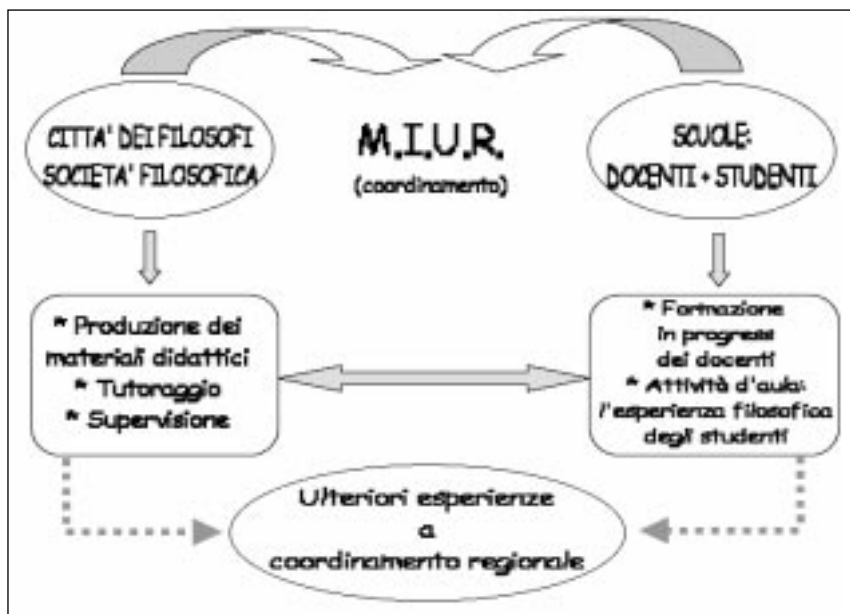 CITTA' DEI FILOSOFI
SOCIETA' FILOSOFICA
M.I.U.R.
(coordinamento)
SCUOLE:
DOCENTI + STUDENTI
* Produzione dei
materiali didattici
* Tutoraggio
* Supervisione
* Formazione
in progress
dei docenti
* Attività d'aula:
l'esperienza filosofica
degli studenti
Ulteriori esperienze
a
coordinamento regionale